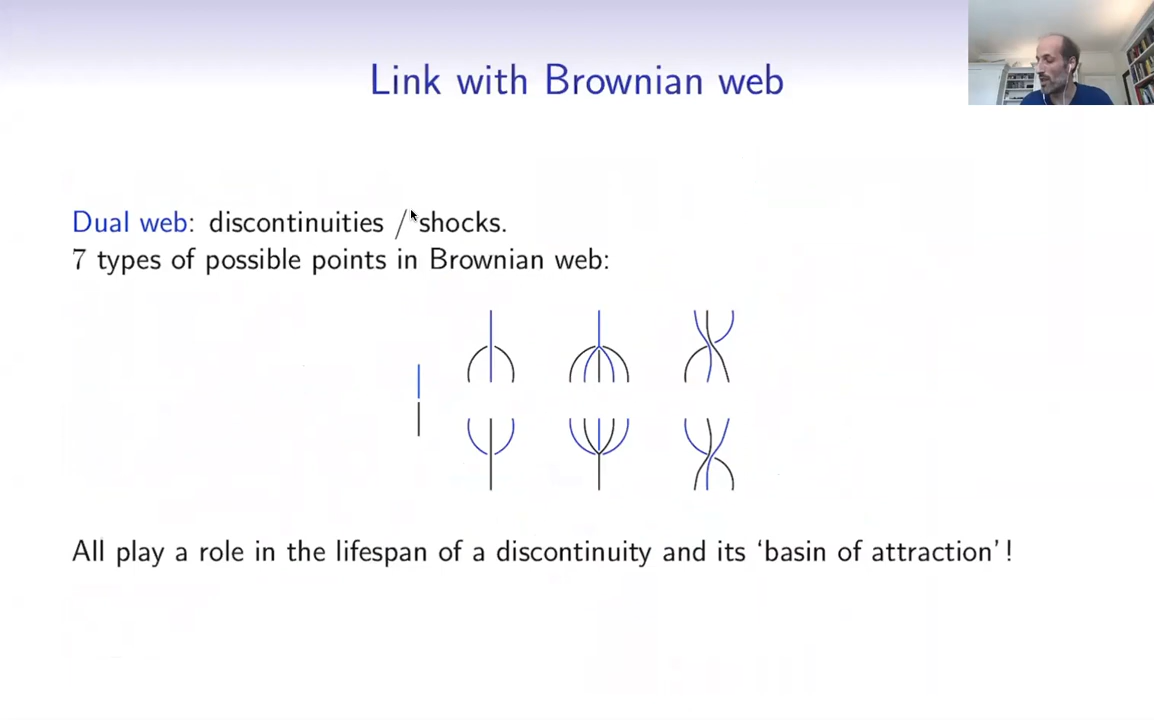 Link with Brownian web
Dual web: discontinuities / shocks.
7 types of possible points in Brownian web:
All play a role in the lifespan of a discontinuity and its ‘basin of attraction’!